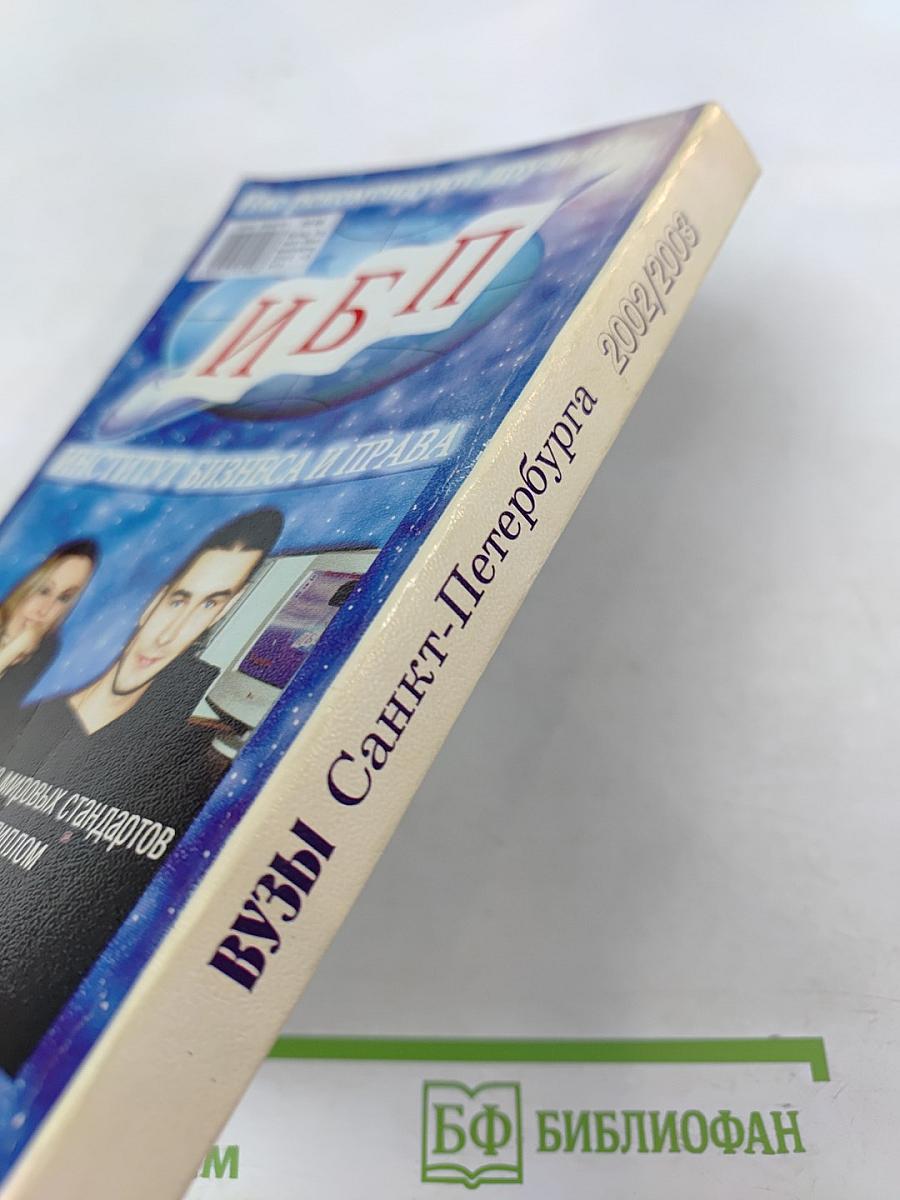 ИБП
ИНСТИТУТ БИЗНЕСА И ПРАВА
мировых стандартов
ВУЗЫ Санкт-Петербурга 2002/2003
БФ БИБЛИОФАН